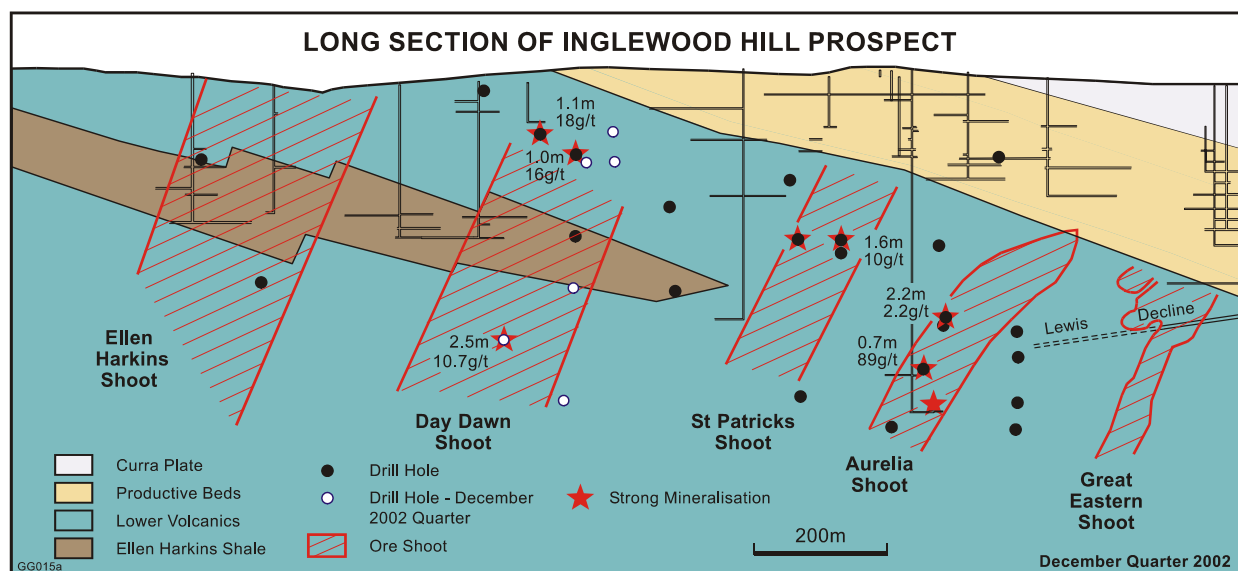 LONG SECTION OF INGLEWOOD HILL PROSPECT
1.1m
18g/t
1.0m
16g/t
1.6m
10g/t
2.2m
2.2g/t
0.7m
89g/t
2.5m
10.7g/t
Lewis
Decline
Ellen
Harkins
Shoot
Day Dawn
Shoot
St Patricks
Shoot
Aurelia
Shoot
Great
Eastern
Shoot
Curra Plate
Productive Beds
Lower Volcanics
Ellen Harkins Shale
Drill Hole
Drill Hole - December
2002 Quarter
Ore Shoot
Strong Mineralisation
200m
GG015a
December Quarter 2002